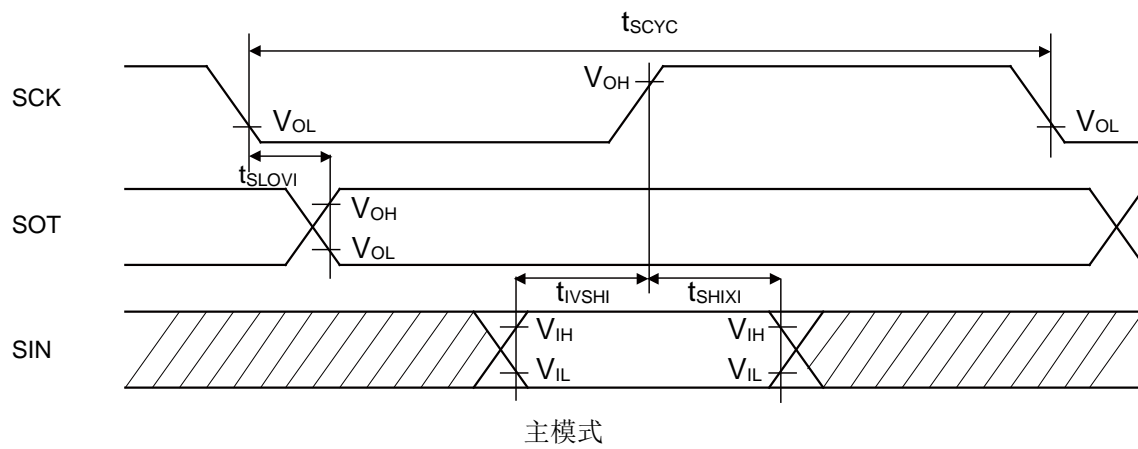 tSCYC
SCK
VOH
VOL
VOL
tSLOVI
SOT
VOH
VOL
tIVSHI
tSHIXI
SIN
VIH
VIH
VIL
VIL
主模式